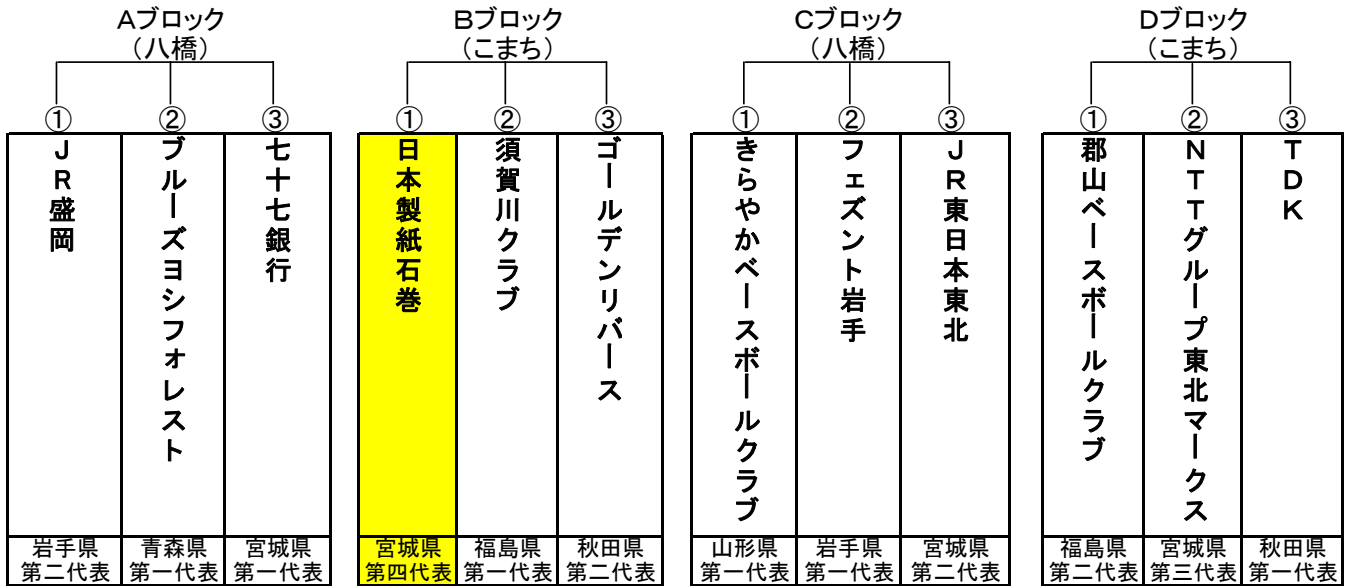 Aブロック
（八橋）
①
②
③
JR盛岡
ブルーズヨシフォレスト
七十七銀行
岩手県
第二代表
青森県
第一代表
宮城県
第一代表
Bブロック
（こまち）
①
②
③
日本製紙石巻
須賀川クラブ
ゴールデンリバース
宮城県
第四代表
福島県
第一代表
秋田県
第二代表
Cブロック
（八橋）
①
②
③
きらやかベースボールクラブ
フェズント岩手
JR東日本東北
山形県
第一代表
岩手県
第一代表
宮城県
第二代表
Dブロック
（こまち）
①
②
③
郡山ベースボールクラブ
NTTグループ東北マークス
TDK
福島県
第二代表
宮城県
第三代表
秋田県
第一代表